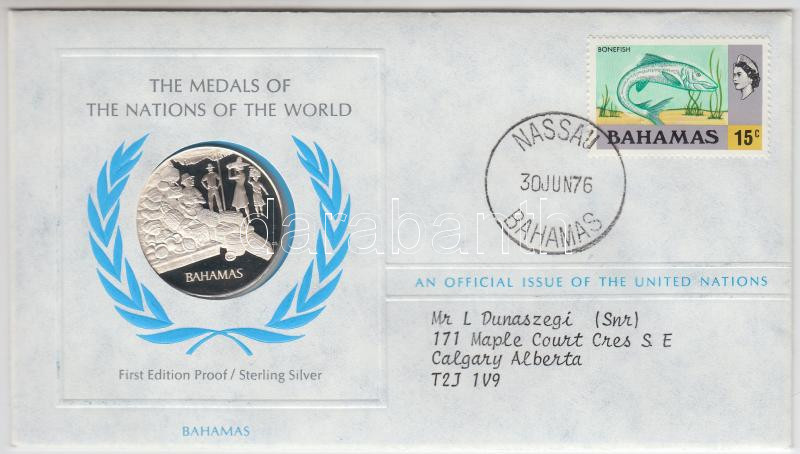 THE MEDALS OF
THE NATIONS OF THE WORLD
BAHAMAS
First Edition Proof / Sterling Silver
BAHAMAS
BONEFISH
BAHAMAS 15c
NASSAU
30JUN76
BAHAMAS
AN OFFICIAL ISSUE OF THE UNITED NATIONS
Mr L Dunaszegi (Snr)
171 Maple Court Cres S E
Calgary Alberta
T2J 1V9
darabanth